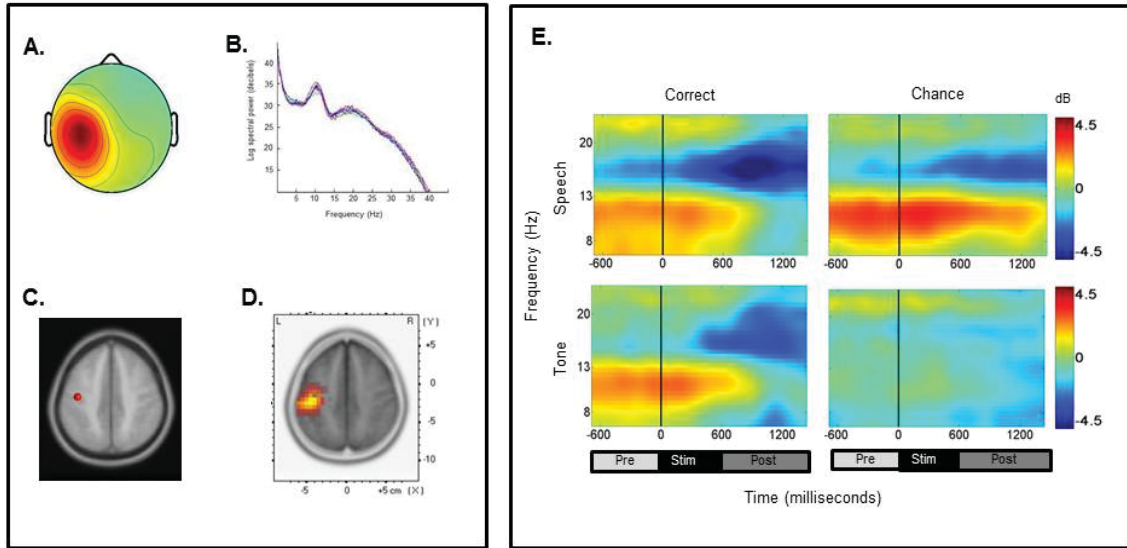 A.
B.
Log spectral power (decibels)
40
35
30
25
20
15
5 10 15 20 25 30 35 40
Frequency (Hz)
C.
D.
L R
(Y)
+5
0
-5
-10
-5 0 +5 cm (X)
E.
Correct Chance dB
Frequency (Hz)
Speech
20
13
8
-600 0 600 1200
-600 0 600 1200
4.5
0
-4.5
Tone
20
13
8
-600 0 600 1200
-600 0 600 1200
4.5
0
-4.5
Pre Stim Post
Pre Stim Post
Time (milliseconds)